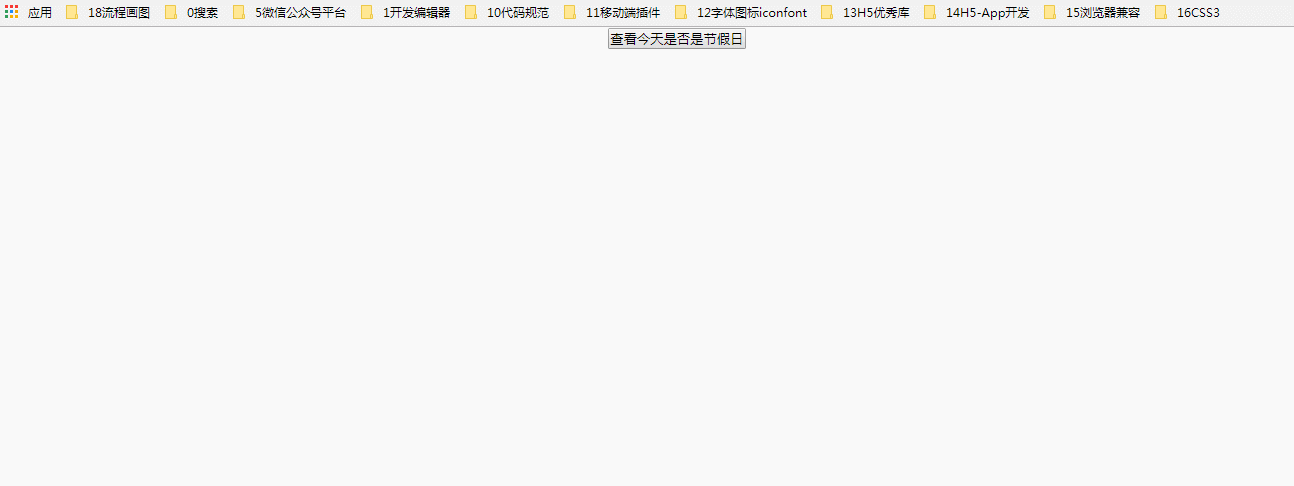 应用 18流程画图 0搜索 5微信公众号平台 1开发编辑器 10代码规范 11移动端插件 12字体图标iconfont 13H5优秀库 14H5-App开发 15浏览器兼容 16CSS3
查看今天是否是节假日